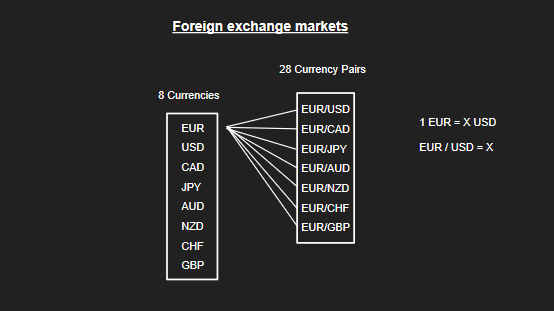 Foreign exchange markets
28 Currency Pairs
8 Currencies
EUR
USD
CAD
JPY
AUD
NZD
CHF
GBP
EUR/USD
EUR/CAD
EUR/JPY
EUR/AUD
EUR/NZD
EUR/CHF
EUR/GBP
1 EUR = X USD
EUR / USD = X